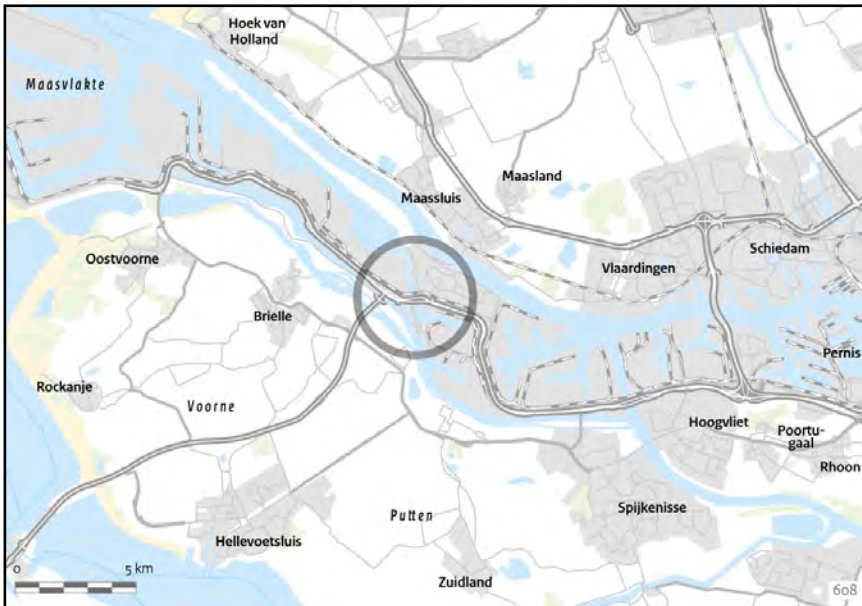 Hoek van
Holland
Maasvlakte
Maasland
Maassluis
Schiedam
Oostvoorne
Vlaardingen
Brielle
Pernis
Rockanje
Voorne
Hoogvliet
Poortu-
gaal
Rhoon
Spijkenisse
Putten
Hellevoetsluis
0
5 km
Zuidland
608